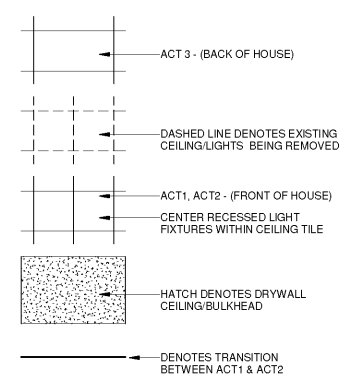 ACT 3 - (BACK OF HOUSE)
DASHED LINE DENOTES EXISTING
CEILING/LIGHTS BEING REMOVED
ACT1, ACT2 - (FRONT OF HOUSE)
CENTER RECESSED LIGHT
FIXTURES WITHIN CEILING TILE
HATCH DENOTES DRYWALL
CEILING/BULKHEAD
DENOTES TRANSITION
BETWEEN ACT1 & ACT2